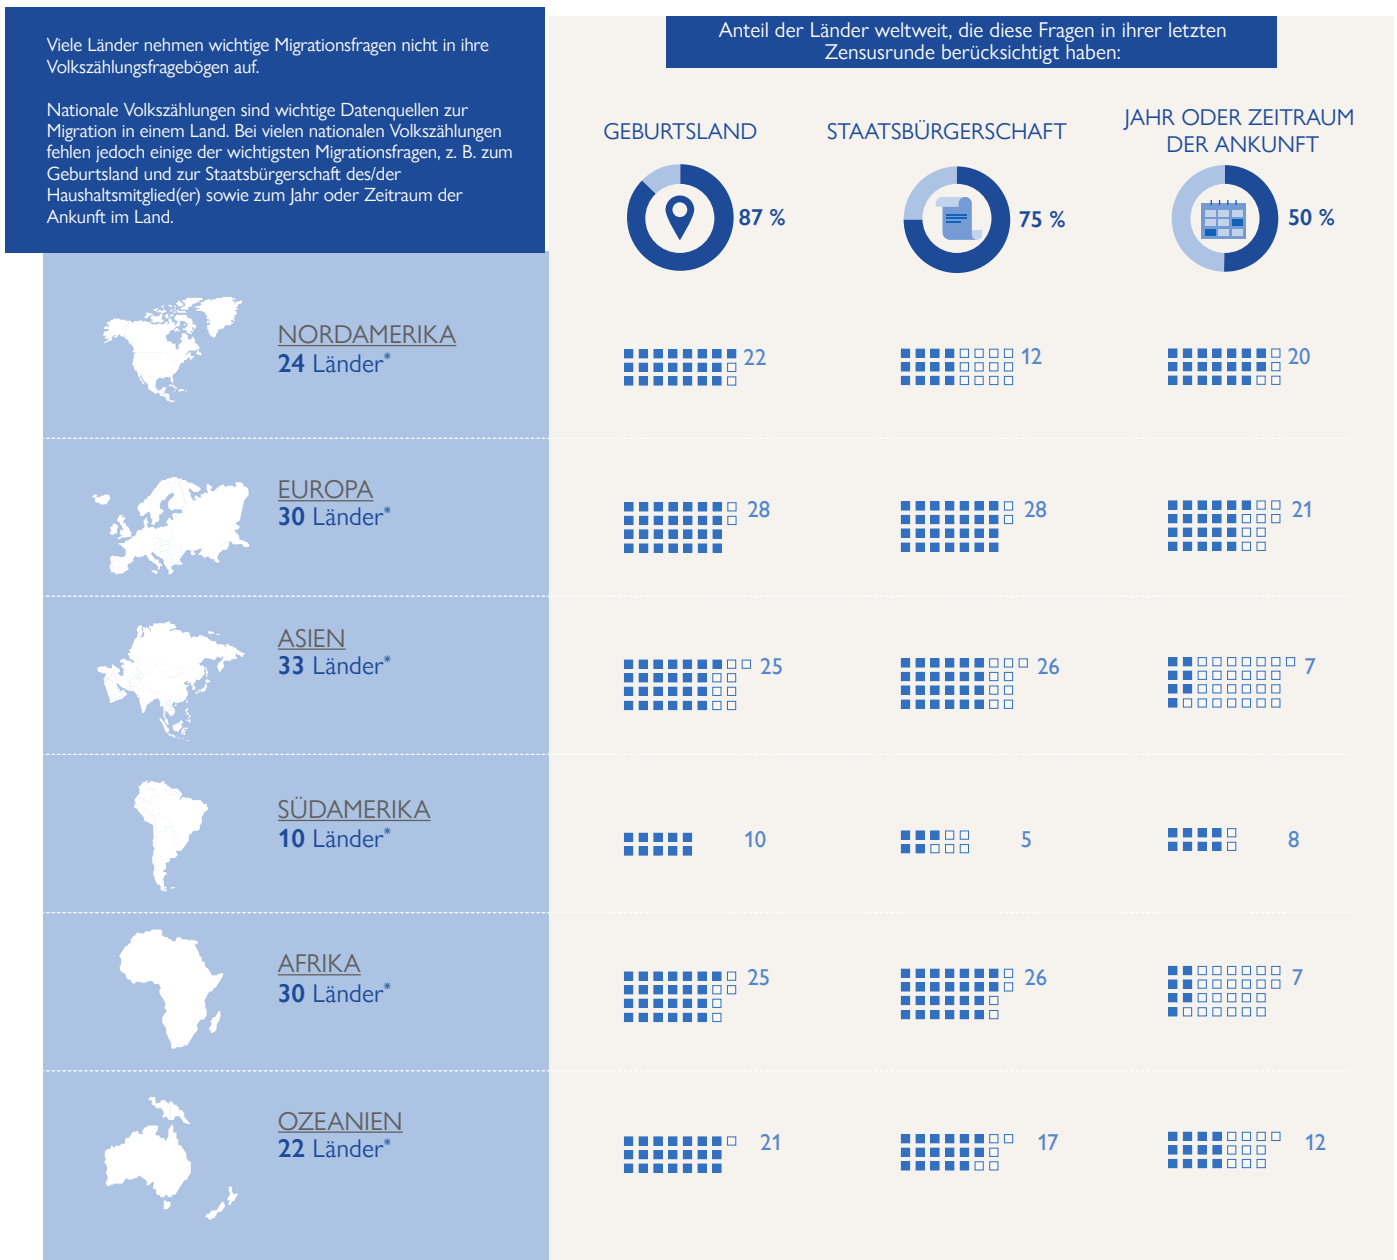 Viele Länder nehmen wichtige Migrationsfragen nicht in ihre
Volkszählungsfragebögen auf.
Nationale Volkszählungen sind wichtige Datenquellen zur
Migration in einem Land. Bei vielen nationalen Volkszählungen
fehlen jedoch einige der wichtigsten Migrationsfragen, z. B. zum
Geburtsland und zur Staatsbürgerschaft des/der
Haushaltsmitglied(er) sowie zum Jahr oder Zeitraum der
Ankunft im Land.
Anteil der Länder weltweit, die diese Fragen in ihrer letzten
Zensusrunde berücksichtigt haben:
GEBURTSLAND
87 %
STAATSBÜRGERSCHAFT
75 %
JAHR ODER ZEITRAUM
DER ANKUNFT
50 %
NORDAMERIKA
24 Länder*
22
12
20
EUROPA
30 Länder*
28
28
21
ASIEN
33 Länder*
25
26
7
SÜDAMERIKA
10 Länder*
10
5
8
AFRIKA
30 Länder*
25
26
7
OZEANIEN
22 Länder*
21
17
12